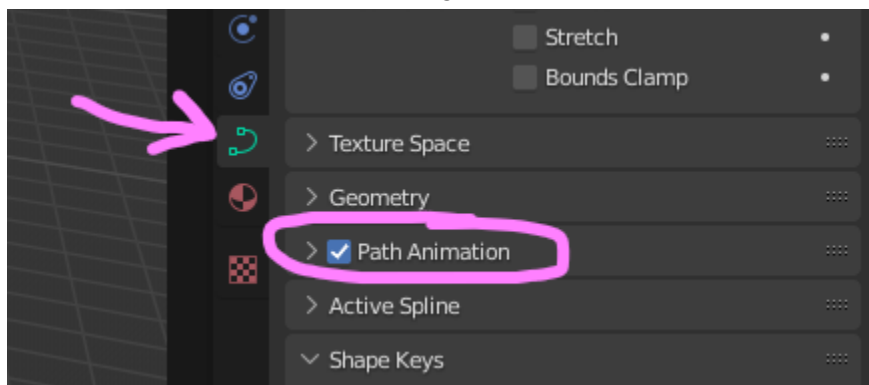 Stretch
Bounds Clamp
Texture Space
Geometry
Path Animation
Active Spline
Shape Keys